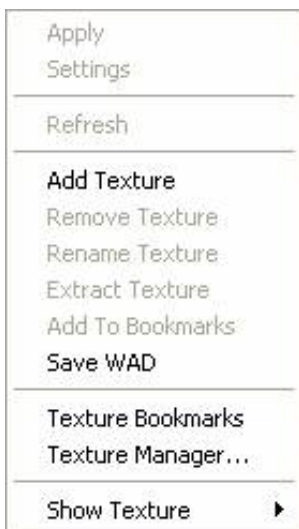 Apply
Settings
Refresh
Add Texture
Remove Texture
Rename Texture
Extract Texture
Add To Bookmarks
Save WAD
Texture Bookmarks
Texture Manager...
Show Texture